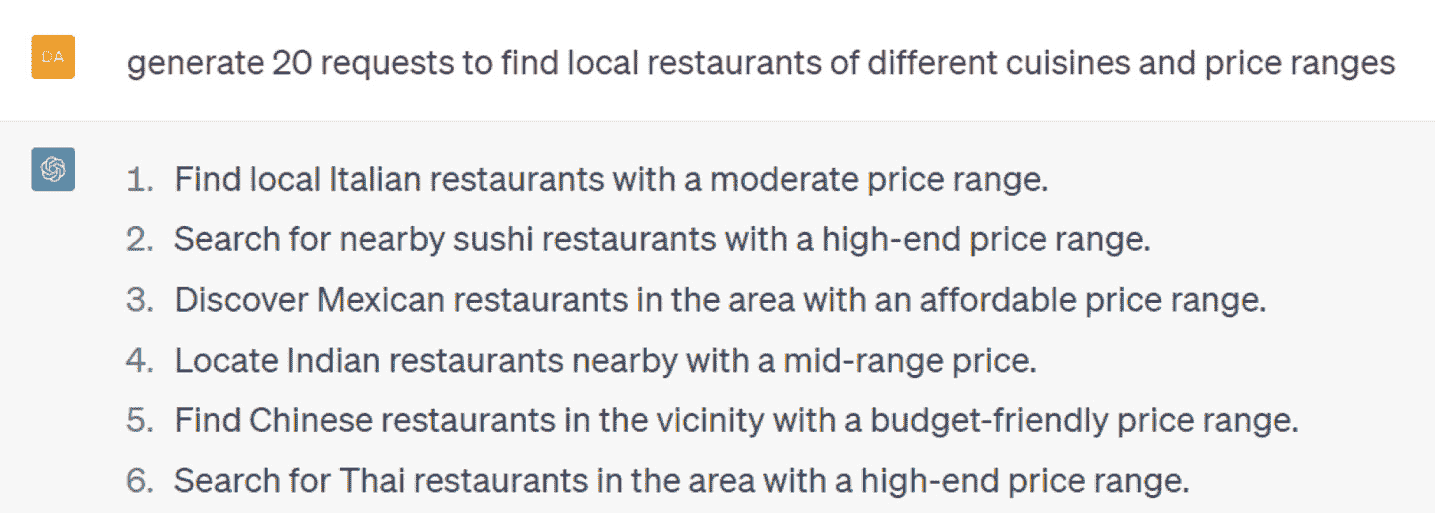 DA
generate 20 requests to find local restaurants of different cuisines and price ranges
1. Find local Italian restaurants with a moderate price range.
2. Search for nearby sushi restaurants with a high-end price range.
3. Discover Mexican restaurants in the area with an affordable price range.
4. Locate Indian restaurants nearby with a mid-range price.
5. Find Chinese restaurants in the vicinity with a budget-friendly price range.
6. Search for Thai restaurants in the area with a high-end price range.